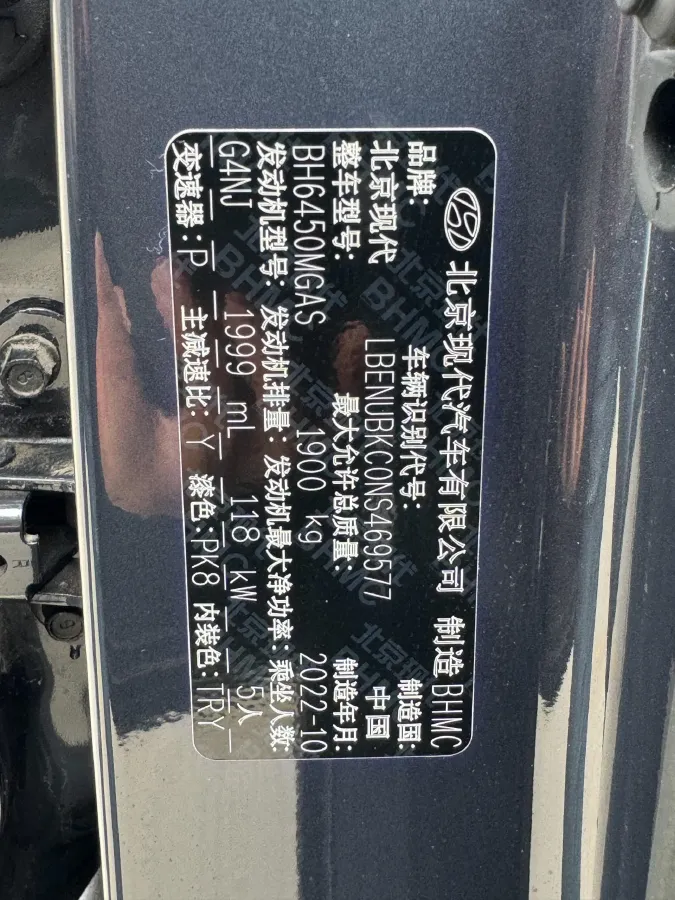 北京现代汽车有限公司 制造 BHMC
品牌: 车辆识别代号: 制造国:
北京现代 LBENUBKC0NS469577 中国
整车型号: 最大允许总质量: 制造年月:
BH6450MGAS 1900 kg 2022-10
发动机型号: 发动机排量: 发动机最大净功率: 乘坐人数:
G4NJ 1999 mL 118 kW 5人
变速器: P 主减速比: Y 漆色: PK8 内装色: TRY